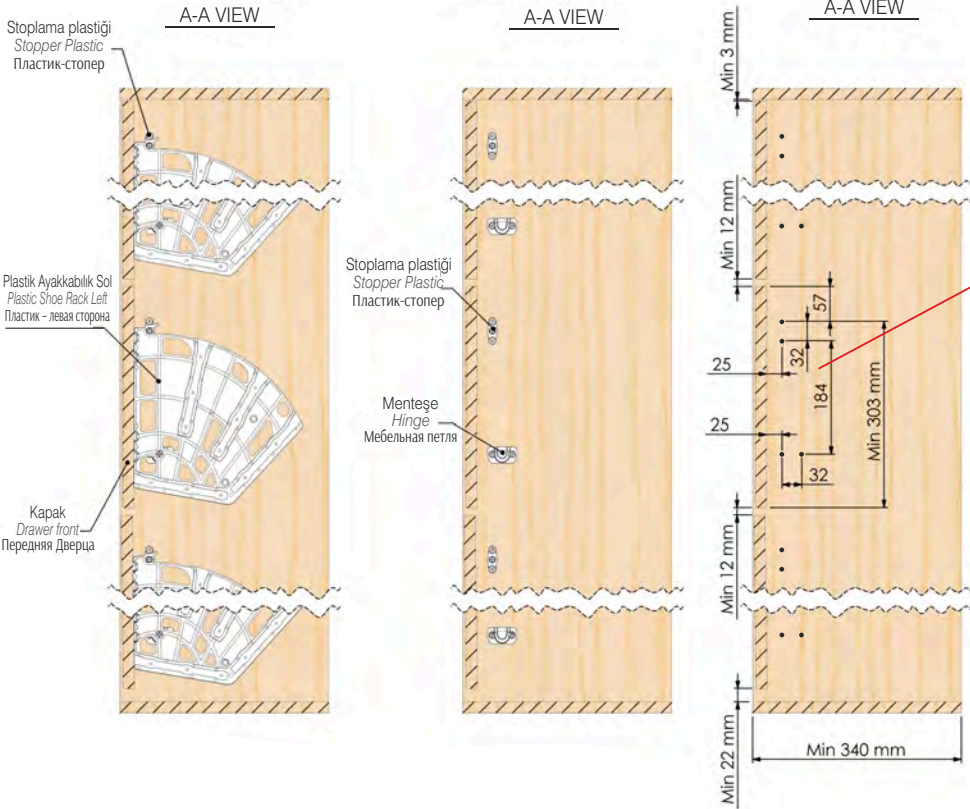 A-A VIEW
Stoplama plastiği
Stopper Plastic
Пластик-стопер
Plastik Ayakkabılık Sol
Plastic Shoe Rack Left
Пластик – левая сторона
Kapak
Drawer front
Передняя Дверца
A-A VIEW
Stoplama plastiği
Stopper Plastic
Пластик-стопер
Menteşe
Hinge
Мебельная петля
A-A VIEW
Min 3 mm
Min 12 mm
57
32
25
184
Min 303 mm
25
32
Min 12 mm
Min 22 mm
Min 340 mm